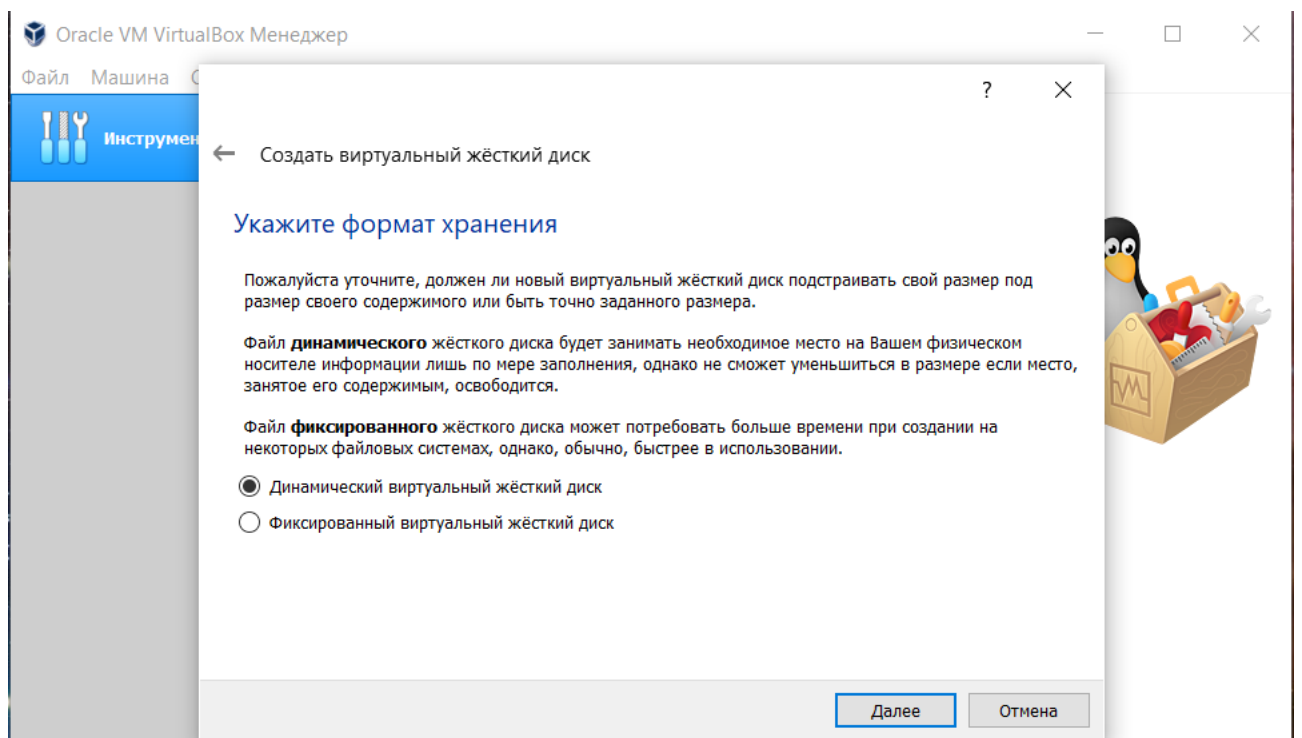 Oracle VM VirtualBox Менеджер
Файл Машина
?
Инструмен
← Создать виртуальный жёсткий диск
Укажите формат хранения
Пожалуйста уточните, должен ли новый виртуальный жёсткий диск подстраивать свой размер под
размер своего содержимого или быть точно заданного размера.
Файл динамического жёсткого диска будет занимать необходимое место на Вашем физическом
носителе информации лишь по мере заполнения, однако не сможет уменьшиться в размере если место,
занятое его содержимым, освободится.
Файл фиксированного жёсткого диска может потребовать больше времени при создании на
некоторых файловых системах, однако, обычно, быстрее в использовании.
Динамический виртуальный жёсткий диск
Фиксированный виртуальный жёсткий диск
Далее Отмена